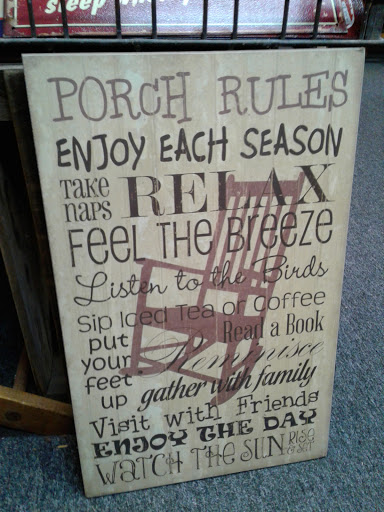 sleep
PORCH RULES
ENJOY EACH SEASON
Take naps RELAX
FEEL THE BREEZE
Listen to the Birds
Sip Iced Tea or Coffee
put your feet up
Read a Book
Reminisce
gather with family
Visit with Friends
ENJOY THE DAY
WATCH THE SUN RISE & SET